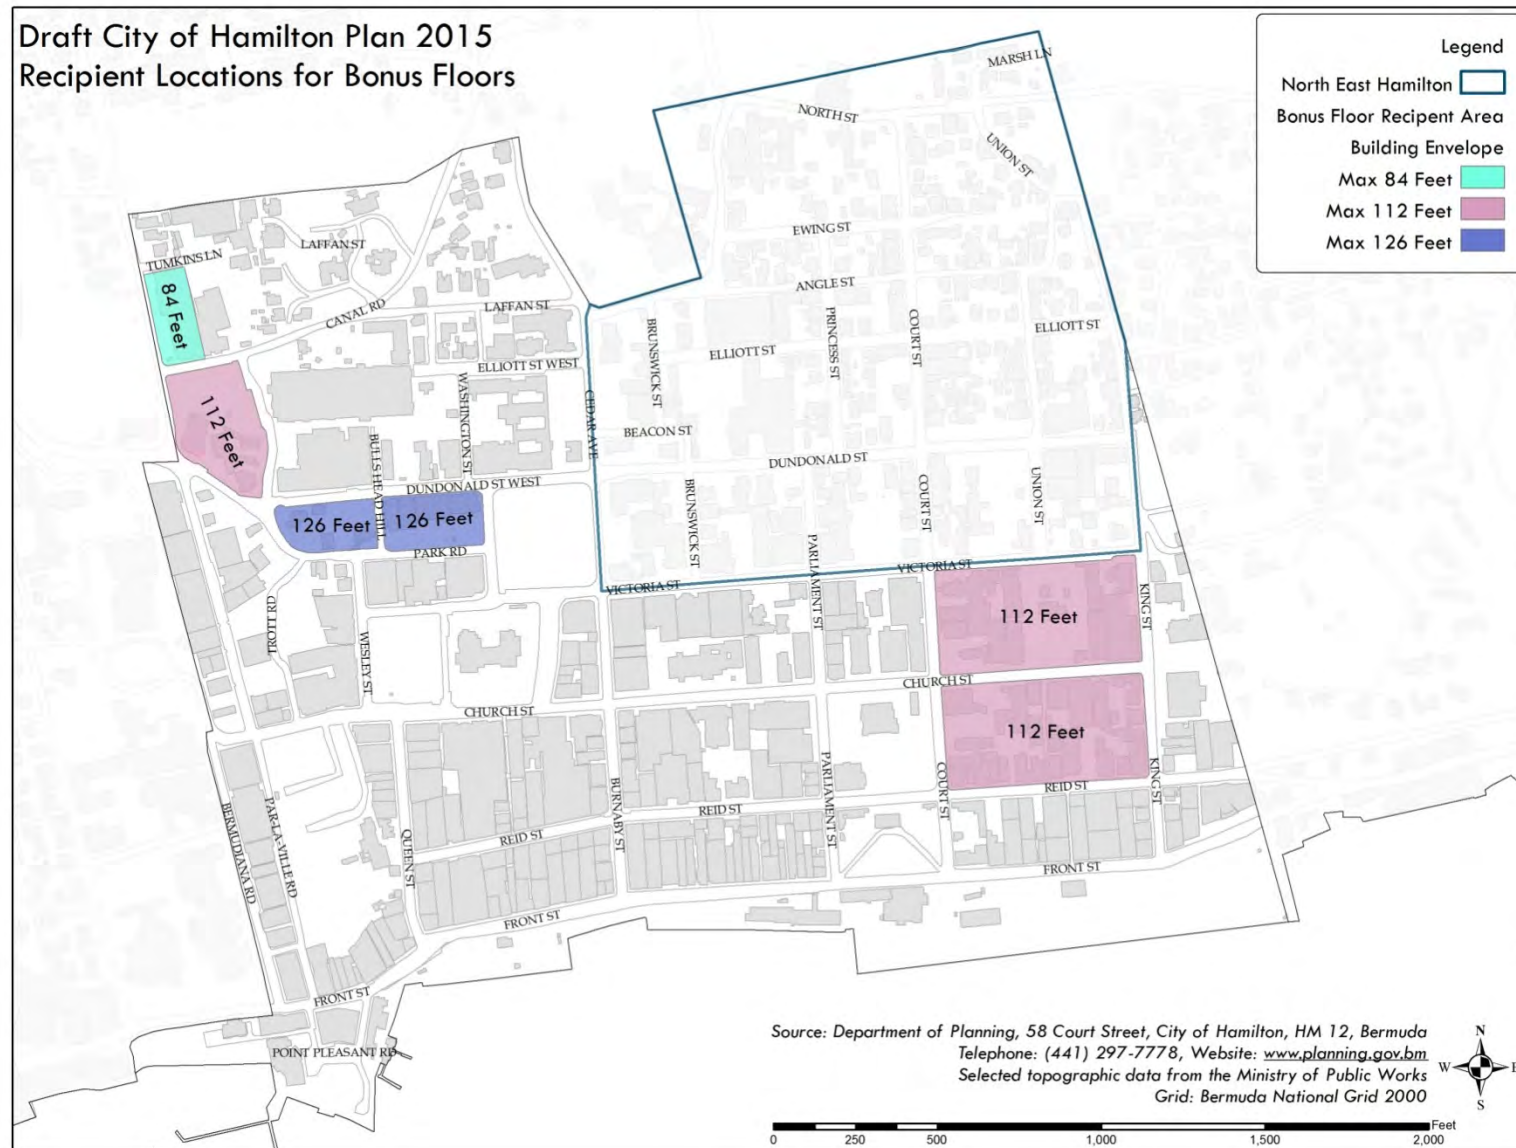 Draft City of Hamilton Plan 2015
Recipient Locations for Bonus Floors
Legend
North East Hamilton
Bonus Floor Recipent Area
Building Envelope
Max 84 Feet
Max 112 Feet
Max 126 Feet
MARSH LN
NORTH ST
UNION ST
EWING ST
LAFFAN ST
TUMKINS LN
ANGLE ST
84 Feet
CANAL RD
LAFFAN ST
BRUNSWICK ST
PRINCESS ST
COURT ST
ELLIOTT ST
ELLIOTT ST
ELLIOTT ST WEST
WASHINGTON ST
CEDAR AVE
112 Feet
BEACON ST
BULLS HEAD HILL
DUNDONALD ST
DUNDONALD ST WEST
BRUNSWICK ST
COURT ST
UNION ST
126 Feet
126 Feet
PARK RD
PARLIAMENT ST
VICTORIA ST
VICTORIA ST
KING ST
TROTT RD
WESLEY ST
112 Feet
CHURCH ST
CHURCH ST
112 Feet
BERMUDIANA RD
PAR-LA-VILLE RD
QUEEN ST
BURNABY ST
PARLIAMENT ST
COURT ST
KING ST
REID ST
REID ST
REID ST
FRONT ST
FRONT ST
FRONT ST
POINT PLEASANT RD
Source: Department of Planning, 58 Court Street, City of Hamilton, HM 12, Bermuda
Telephone: (441) 297-7778, Website: www.planning.gov.bm
Selected topographic data from the Ministry of Public Works
Grid: Bermuda National Grid 2000
N
W E
S
Feet
0 250 500 1,000 1,500 2,000